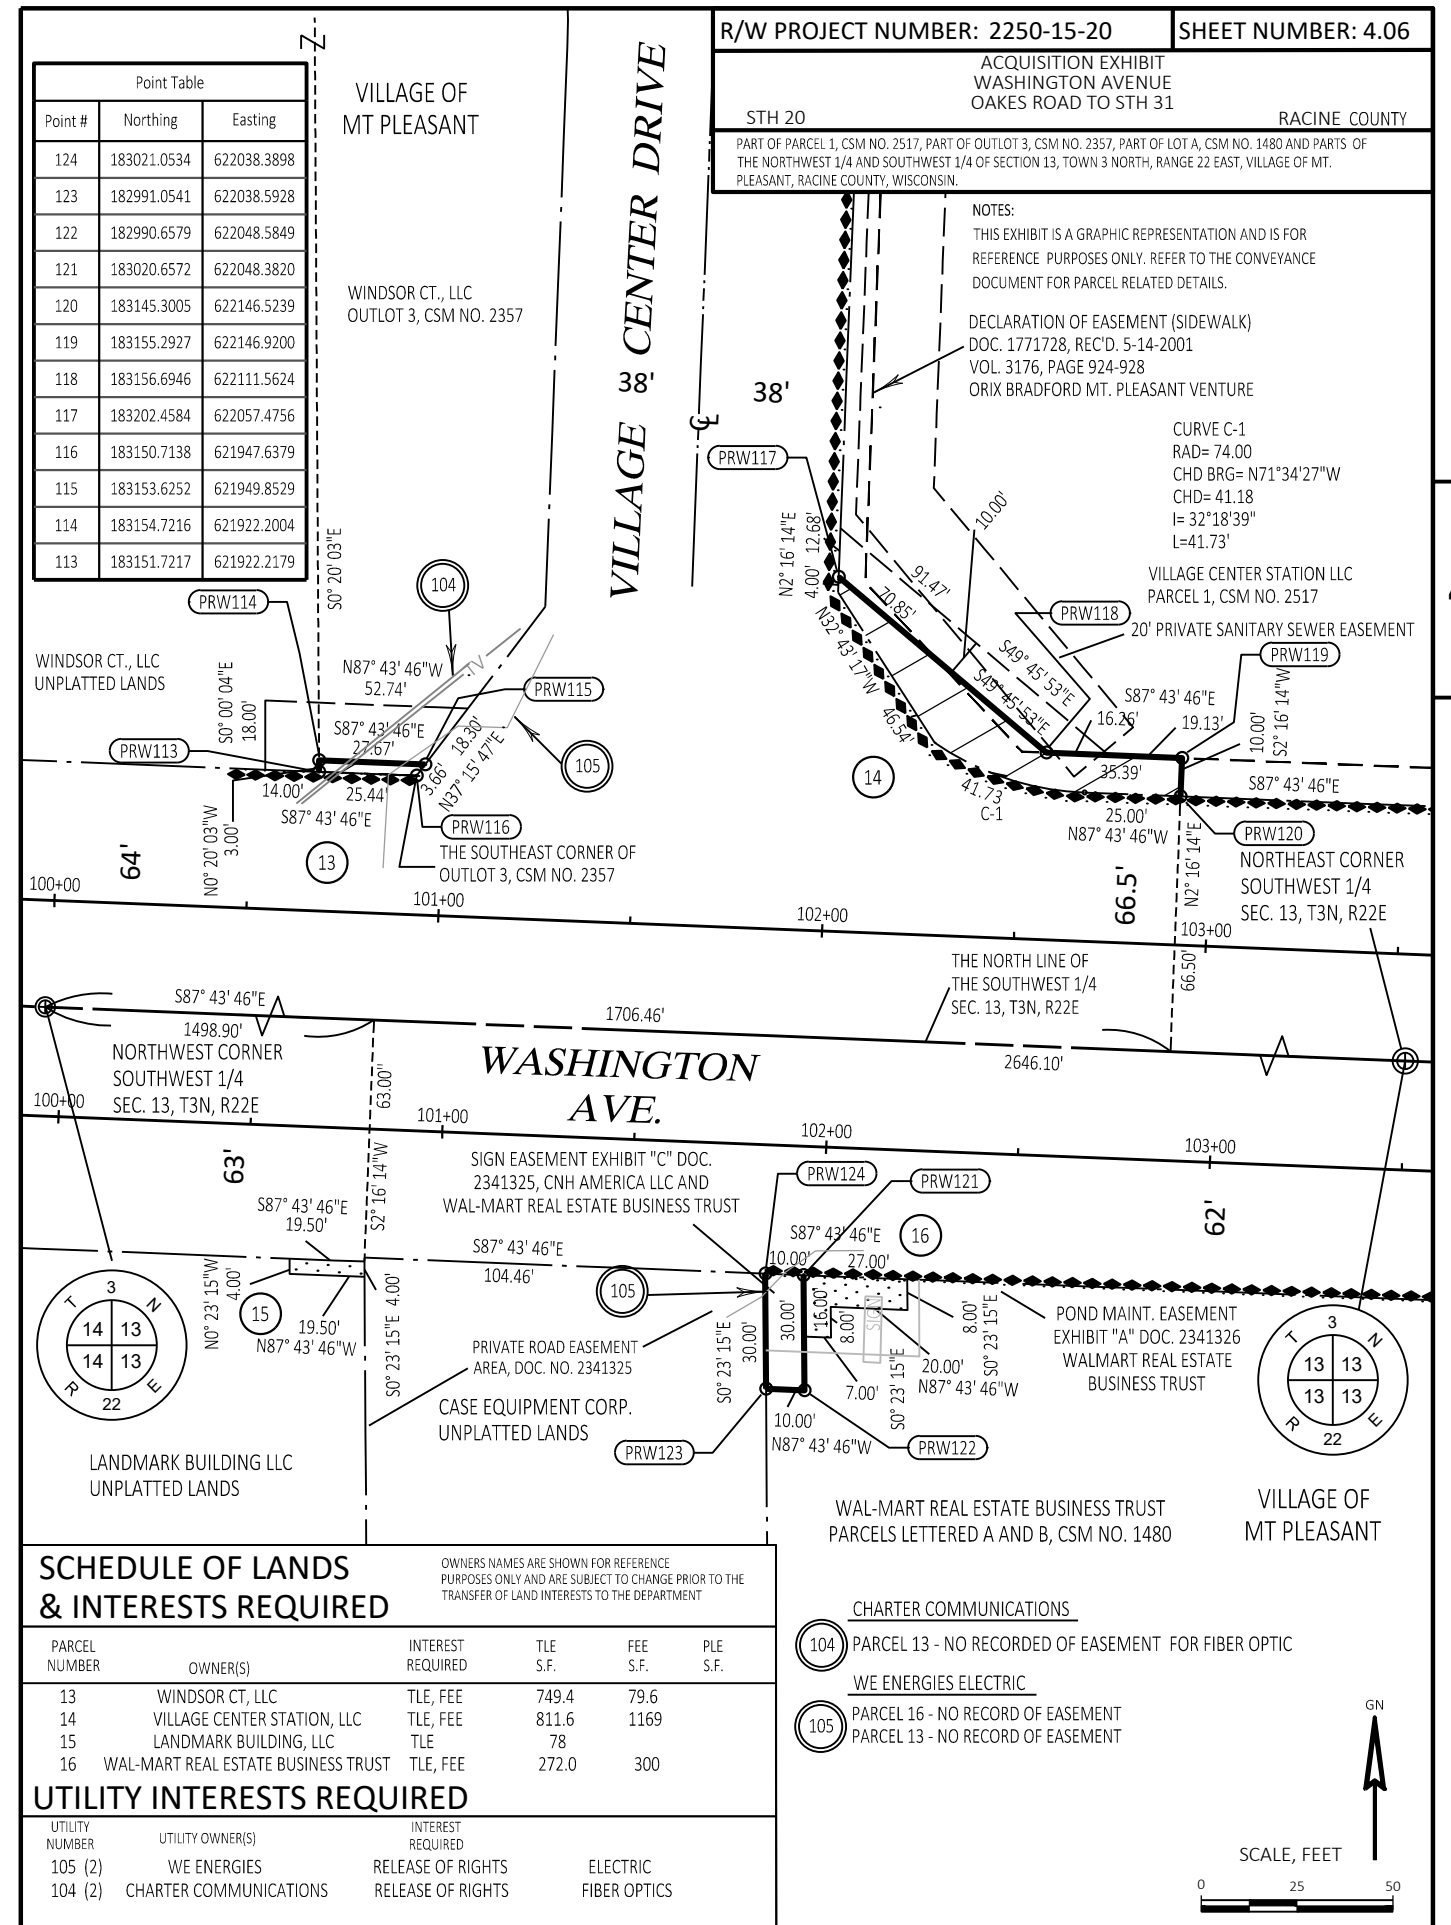 R/W PROJECT NUMBER: 2250-15-20
SHEET NUMBER: 4.06
ACQUISITION EXHIBIT
WASHINGTON AVENUE
OAKES ROAD TO STH 31
STH 20
RACINE COUNTY
PART OF PARCEL 1, CSM NO. 2517, PART OF OUTLOT 3, CSM NO. 2357, PART OF LOT A, CSM NO. 1480 AND PARTS OF
THE NORTHWEST 1/4 AND SOUTHWEST 1/4 OF SECTION 13, TOWN 3 NORTH, RANGE 22 EAST, VILLAGE OF MT.
PLEASANT, RACINE COUNTY, WISCONSIN.
Point Table
Point # Northing Easting
124 183021.0534 622038.3898
123 182991.0541 622038.5928
122 182990.6579 622048.5849
121 183020.6572 622048.3820
120 183145.3005 622146.5239
119 183155.2927 622146.9200
118 183156.6946 622111.5624
117 183202.4584 622057.4756
116 183150.7138 621947.6379
115 183153.6252 621949.8529
114 183154.7216 621922.2004
113 183151.7217 621922.2179
VILLAGE OF
MT PLEASANT
WINDSOR CT., LLC
OUTLOT 3, CSM NO. 2357
VILLAGE CENTER DRIVE
38'
38'
NOTES:
THIS EXHIBIT IS A GRAPHIC REPRESENTATION AND IS FOR
REFERENCE PURPOSES ONLY. REFER TO THE CONVEYANCE
DOCUMENT FOR PARCEL RELATED DETAILS.
DECLARATION OF EASEMENT (SIDEWALK)
DOC. 1771728, REC'D. 5-14-2001
VOL. 3176, PAGE 924-928
ORIX BRADFORD MT. PLEASANT VENTURE
CURVE C-1
RAD= 74.00
CHD BRG= N71°34'27"W
CHD= 41.18
I= 32°18'39"
L=41.73'
VILLAGE CENTER STATION LLC
PARCEL 1, CSM NO. 2517
20' PRIVATE SANITARY SEWER EASEMENT
PRW117
PRW118
PRW119
PRW120
N2° 16' 14"E
4.00' 12.68'
10.00'
91.47'
70.85'
S49° 45' 53"E
S49° 45' 53"E
N32° 43' 17"W
46.54'
S87° 43' 46"E
16.26'
19.13'
35.39'
10.00'
S2° 16' 14"W
S87° 43' 46"E
41.73
C-1
25.00'
N87° 43' 46"W
14
N2° 16' 14"E
66.50'
66.5'
NORTHEAST CORNER
SOUTHWEST 1/4
SEC. 13, T3N, R22E
S0° 20' 03"E
PRW114
104
WINDSOR CT., LLC
UNPLATTED LANDS
N87° 43' 46"W
52.74'
TV
PRW115
S0° 00' 04"E
18.00'
S87° 43' 46"E
27.67'
PRW113
18.30'
3.66'
N37° 15' 47"E
105
14.00'
25.44'
S87° 43' 46"E
PRW116
N0° 20' 03"W
3.00'
13
THE SOUTHEAST CORNER OF
OUTLOT 3, CSM NO. 2357
64'
100+00
101+00
102+00
103+00
THE NORTH LINE OF
THE SOUTHWEST 1/4
SEC. 13, T3N, R22E
S87° 43' 46"E
1498.90'
1706.46'
2646.10'
NORTHWEST CORNER
SOUTHWEST 1/4
SEC. 13, T3N, R22E
WASHINGTON
AVE.
63.00"
S2° 16' 14"W
100+00
101+00
102+00
103+00
63'
62'
SIGN EASEMENT EXHIBIT "C" DOC.
2341325, CNH AMERICA LLC AND
WAL-MART REAL ESTATE BUSINESS TRUST
PRW124
PRW121
S87° 43' 46"E
19.50'
S87° 43' 46"E
104.46'
S87° 43' 46"E
10.00'
27.00'
16
105
N0° 23' 15"W
4.00'
15
19.50'
N87° 43' 46"W
S0° 23' 15"E 4.00'
PRIVATE ROAD EASEMENT
AREA, DOC. NO. 2341325
S0° 23' 15"E
30.00'
30.00'
16.00'
8.00'
SIGN
8.00'
S0° 23' 15"E
S0° 23' 15"E
20.00'
N87° 43' 46"W
7.00'
10.00'
N87° 43' 46"W
POND MAINT. EASEMENT
EXHIBIT "A" DOC. 2341326
WALMART REAL ESTATE
BUSINESS TRUST
CASE EQUIPMENT CORP.
UNPLATTED LANDS
PRW123
PRW122
T 3 N
14 13
14 13
R 22 E
T 3 N
13 13
13 13
R 22 E
LANDMARK BUILDING LLC
UNPLATTED LANDS
WAL-MART REAL ESTATE BUSINESS TRUST
PARCELS LETTERED A AND B, CSM NO. 1480
VILLAGE OF
MT PLEASANT
SCHEDULE OF LANDS
& INTERESTS REQUIRED
OWNERS NAMES ARE SHOWN FOR REFERENCE
PURPOSES ONLY AND ARE SUBJECT TO CHANGE PRIOR TO THE
TRANSFER OF LAND INTERESTS TO THE DEPARTMENT
PARCEL NUMBER OWNER(S) INTEREST REQUIRED TLE S.F. FEE S.F. PLE S.F.
13 WINDSOR CT, LLC TLE, FEE 749.4 79.6
14 VILLAGE CENTER STATION, LLC TLE, FEE 811.6 1169
15 LANDMARK BUILDING, LLC TLE 78
16 WAL-MART REAL ESTATE BUSINESS TRUST TLE, FEE 272.0 300
UTILITY INTERESTS REQUIRED
UTILITY NUMBER UTILITY OWNER(S) INTEREST REQUIRED
105 (2) WE ENERGIES RELEASE OF RIGHTS ELECTRIC
104 (2) CHARTER COMMUNICATIONS RELEASE OF RIGHTS FIBER OPTICS
CHARTER COMMUNICATIONS
104 PARCEL 13 - NO RECORDED OF EASEMENT FOR FIBER OPTIC
WE ENERGIES ELECTRIC
105 PARCEL 16 - NO RECORD OF EASEMENT
PARCEL 13 - NO RECORD OF EASEMENT
GN
SCALE, FEET
0 25 50